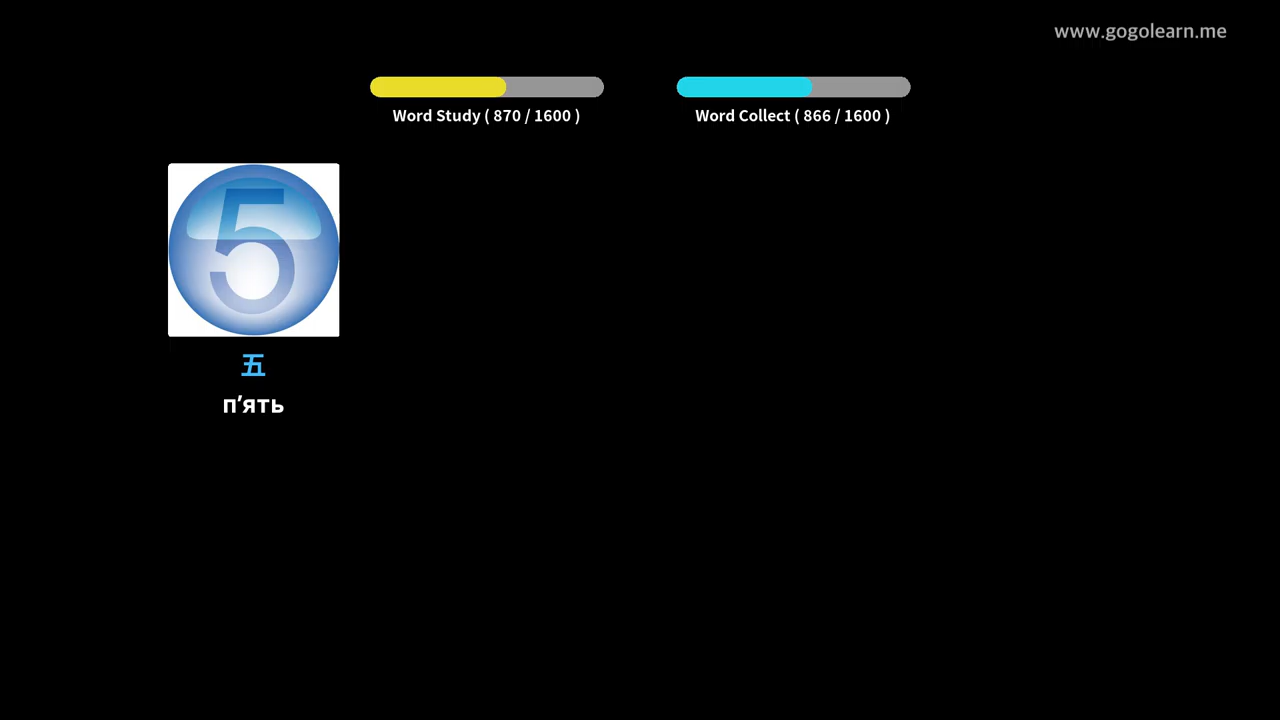 www.gogolearn.me
Word Study ( 870 / 1600 )
Word Collect ( 866 / 1600 )
5
五
п’ять